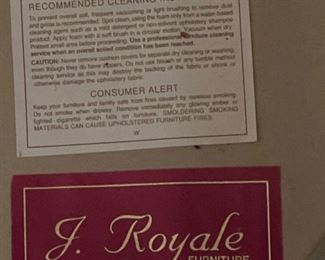 RECOMMENDED CLEANING
To prevent overall soil, frequent vacuuming or light brushing to remove dust
and grime is recommended. Spot clean, using the foam only from a water-based
cleaning agent such as a mild detergent or non-solvent upholstery shampoo
product. Apply foam with a soft brush in a circular motion. Vacuum when dry.
Pretest small area before proceeding. Use a professional furniture cleaning
service when an overall soiled condition has been reached.
CAUTION: Never remove cushion covers for separate dry cleaning or washing,
even though they do have zippers. Do not use bleach or any tumble method
cleaning service as this may destroy the backing of the fabric or shrink or
otherwise damage the upholstery fabric.
CONSUMER ALERT
Keep your furniture and family safe from fires caused by careless smoking.
Do not smoke when drowsy. Remove immediately any glowing ember or
lighted cigarette which falls on furniture. SMOLDERING SMOKING
MATERIALS CAN CAUSE UPHOLSTERED FURNITURE FIRES.
W
J. Royale
FURNITURE